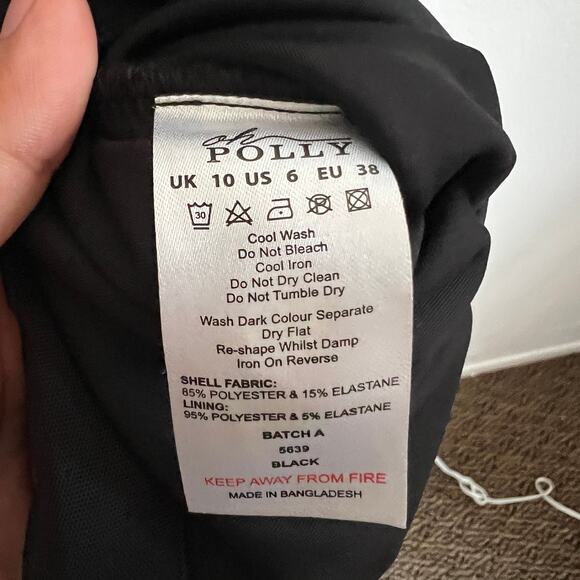 oh
POLLY
UK 10 US 6 EU 38
30
Cool Wash
Do Not Bleach
Cool Iron
Do Not Dry Clean
Do Not Tumble Dry
Wash Dark Colour Separate
Dry Flat
Re-shape Whilst Damp
Iron On Reverse
SHELL FABRIC:
85% POLYESTER & 15% ELASTANE
LINING:
95% POLYESTER & 5% ELASTANE
BATCH A
5639
BLACK
KEEP AWAY FROM FIRE
MADE IN BANGLADESH